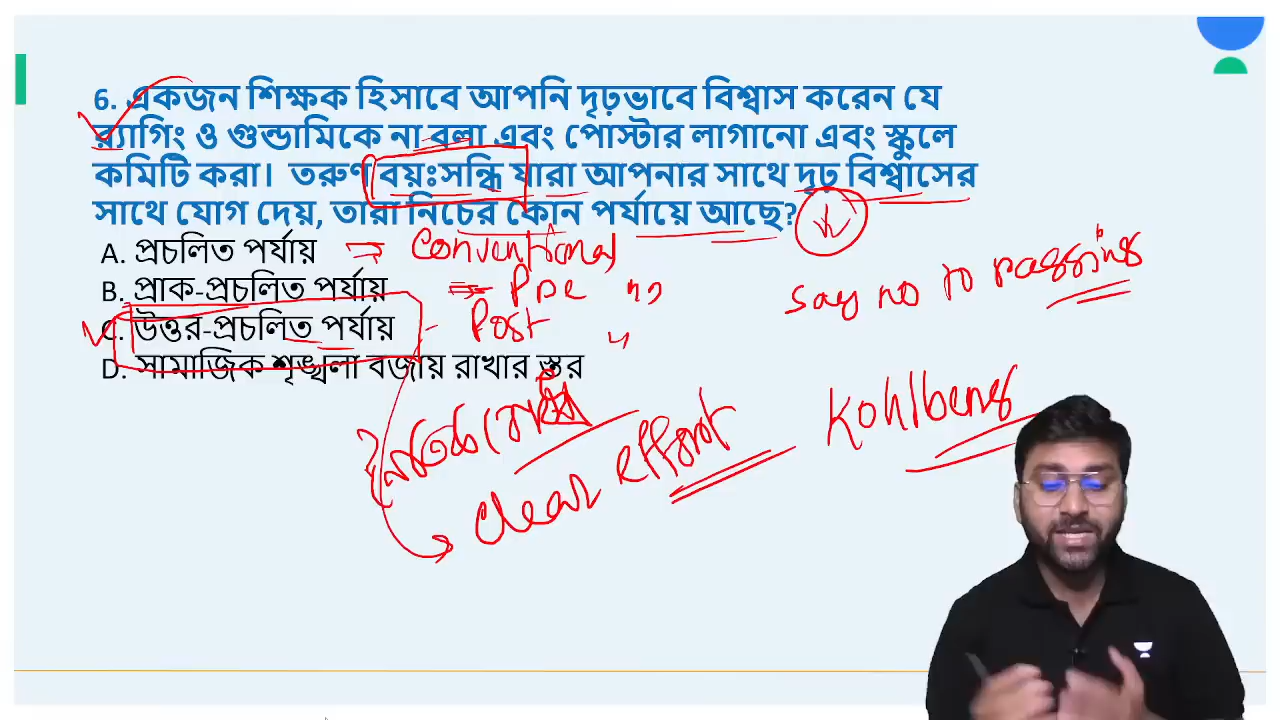 6. একজন শিক্ষক হিসাবে আপনি দৃঢ়ভাবে বিশ্বাস করেন যে
র‍্যাগিং ও গুন্ডামিকে না বলা এবং পোস্টার লাগানো এবং স্কুলে
কমিটি করা। তরুণ বয়ঃসন্ধি যারা আপনার সাথে দৃঢ় বিশ্বাসের
সাথে যোগ দেয়, তারা নিচের কোন পর্যায়ে আছে?
A. প্রচলিত পর্যায় ⇒ Conventional
B. প্রাক-প্রচলিত পর্যায় ⇒ Pre "
say no to ragging
C. উত্তর-প্রচলিত পর্যায় - Post "
D. সামাজিক শৃঙ্খলা বজায় রাখার স্তর
Kohlberg
clear effort